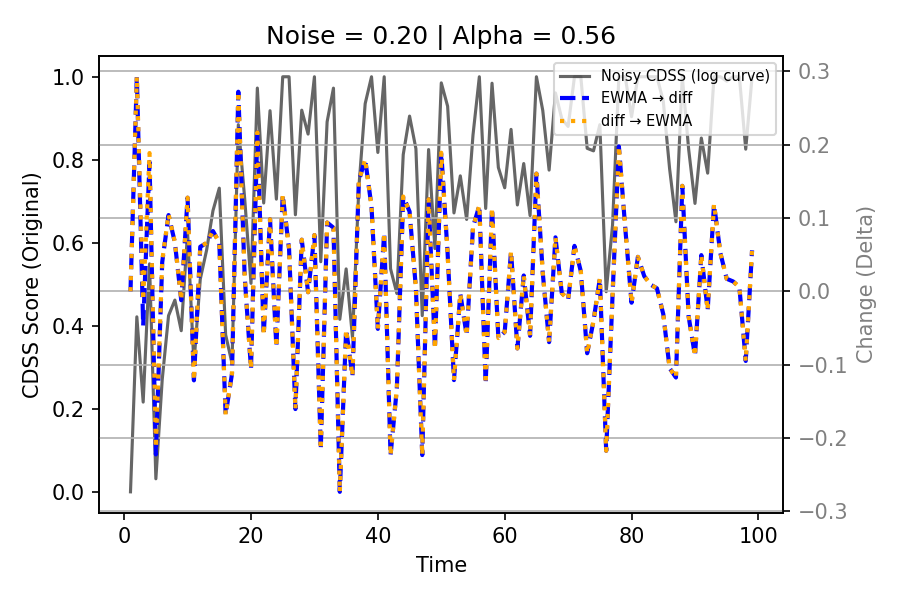 Noise = 0.20 | Alpha = 0.56
Noisy CDSS (log curve)
EWMA → diff
diff → EWMA
CDSS Score (Original)
1.0
0.8
0.6
0.4
0.2
0.0
0.3
0.2
0.1
0.0
−0.1
−0.2
−0.3
Change (Delta)
0 20 40 60 80 100
Time